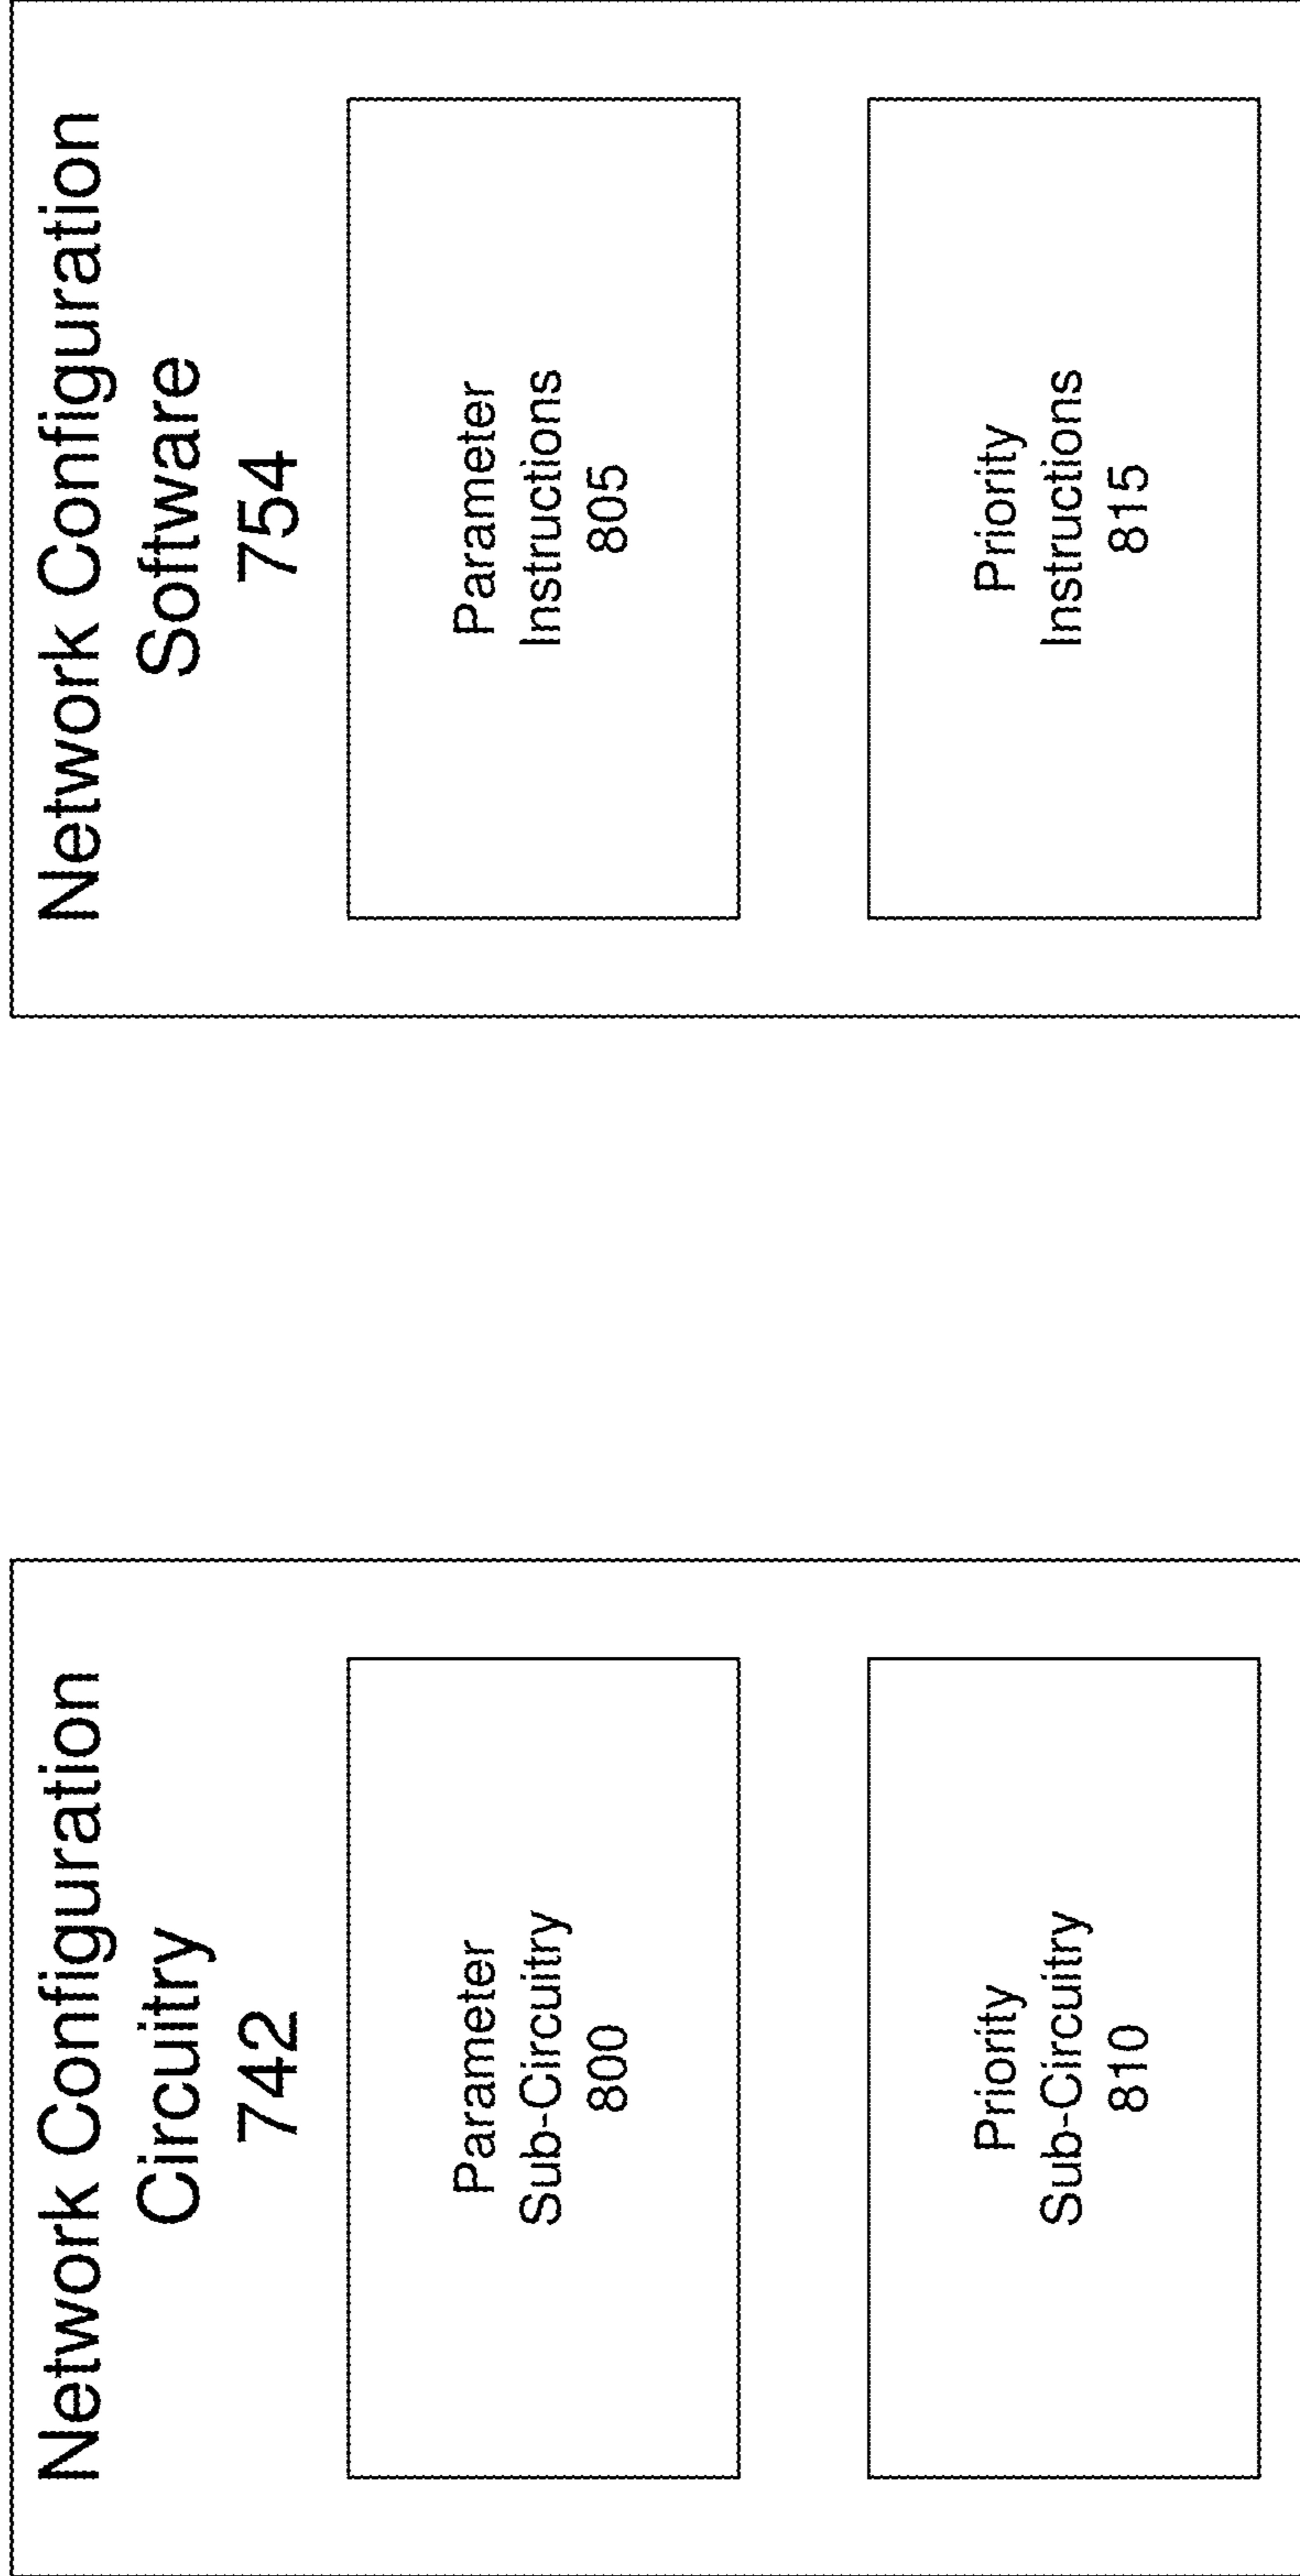 Network Configuration
Circuitry
742
Parameter
Sub-Circuitry
800
Priority
Sub-Circuitry
810
Network Configuration
Software
754
Parameter
Instructions
805
Priority
Instructions
815